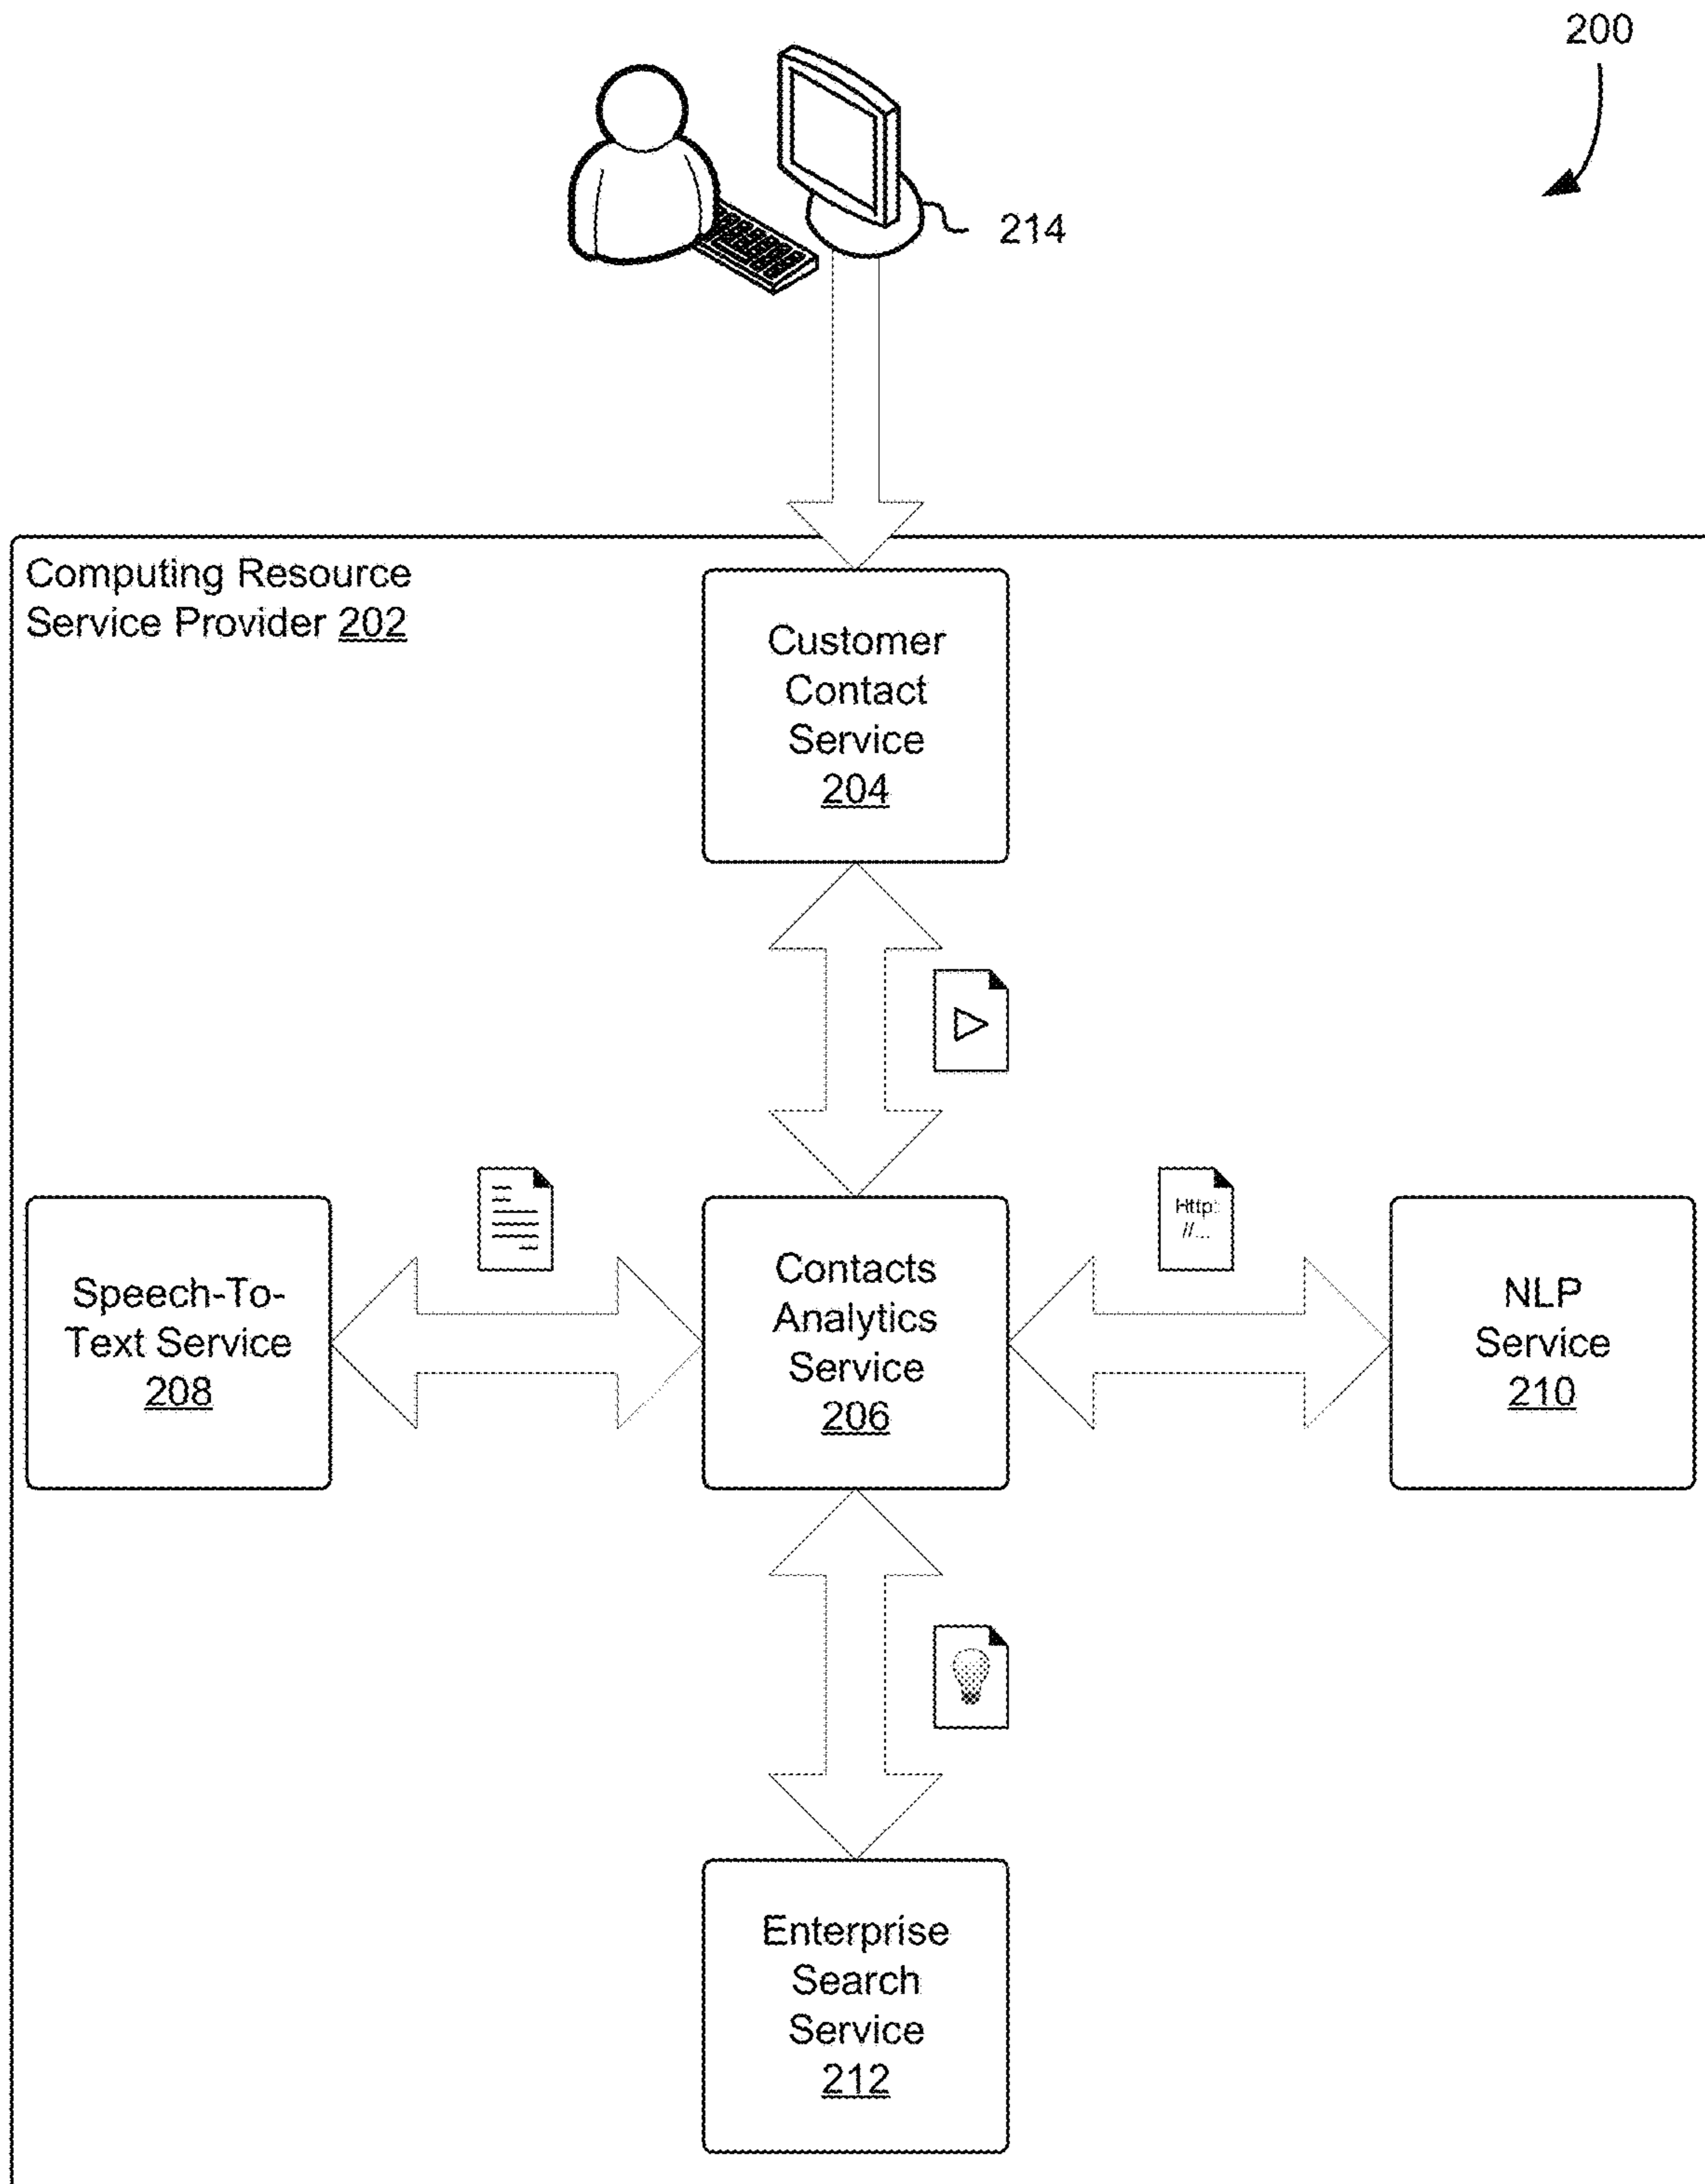 200
214
Computing Resource
Service Provider 202
Customer
Contact
Service
204
Speech-To-
Text Service
208
Contacts
Analytics
Service
206
Http:
//...
NLP
Service
210
Enterprise
Search
Service
212